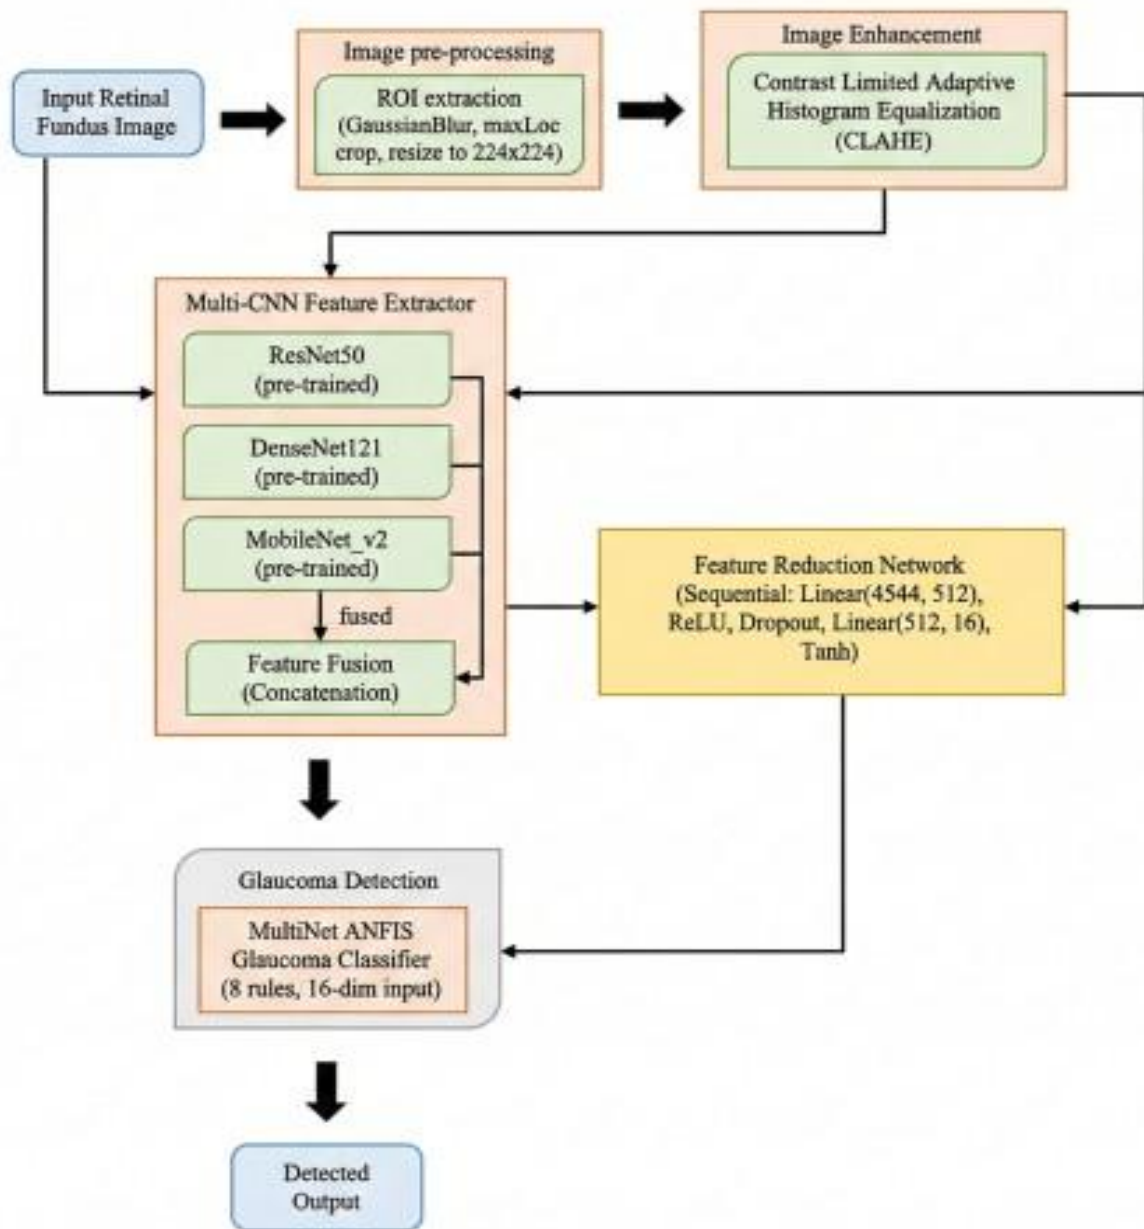 Input Retinal
Fundus Image
Image pre-processing
ROI extraction
(GaussianBlur, maxLoc
crop, resize to 224x224)
Image Enhancement
Contrast Limited Adaptive
Histogram Equalization
(CLAHE)
Multi-CNN Feature Extractor
ResNet50
(pre-trained)
DenseNet121
(pre-trained)
MobileNet_v2
(pre-trained)
fused
Feature Fusion
(Concatenation)
Feature Reduction Network
(Sequential: Linear(4544, 512),
ReLU, Dropout, Linear(512, 16),
Tanh)
Glaucoma Detection
MultiNet ANFIS
Glaucoma Classifier
(8 rules, 16-dim input)
Detected
Output